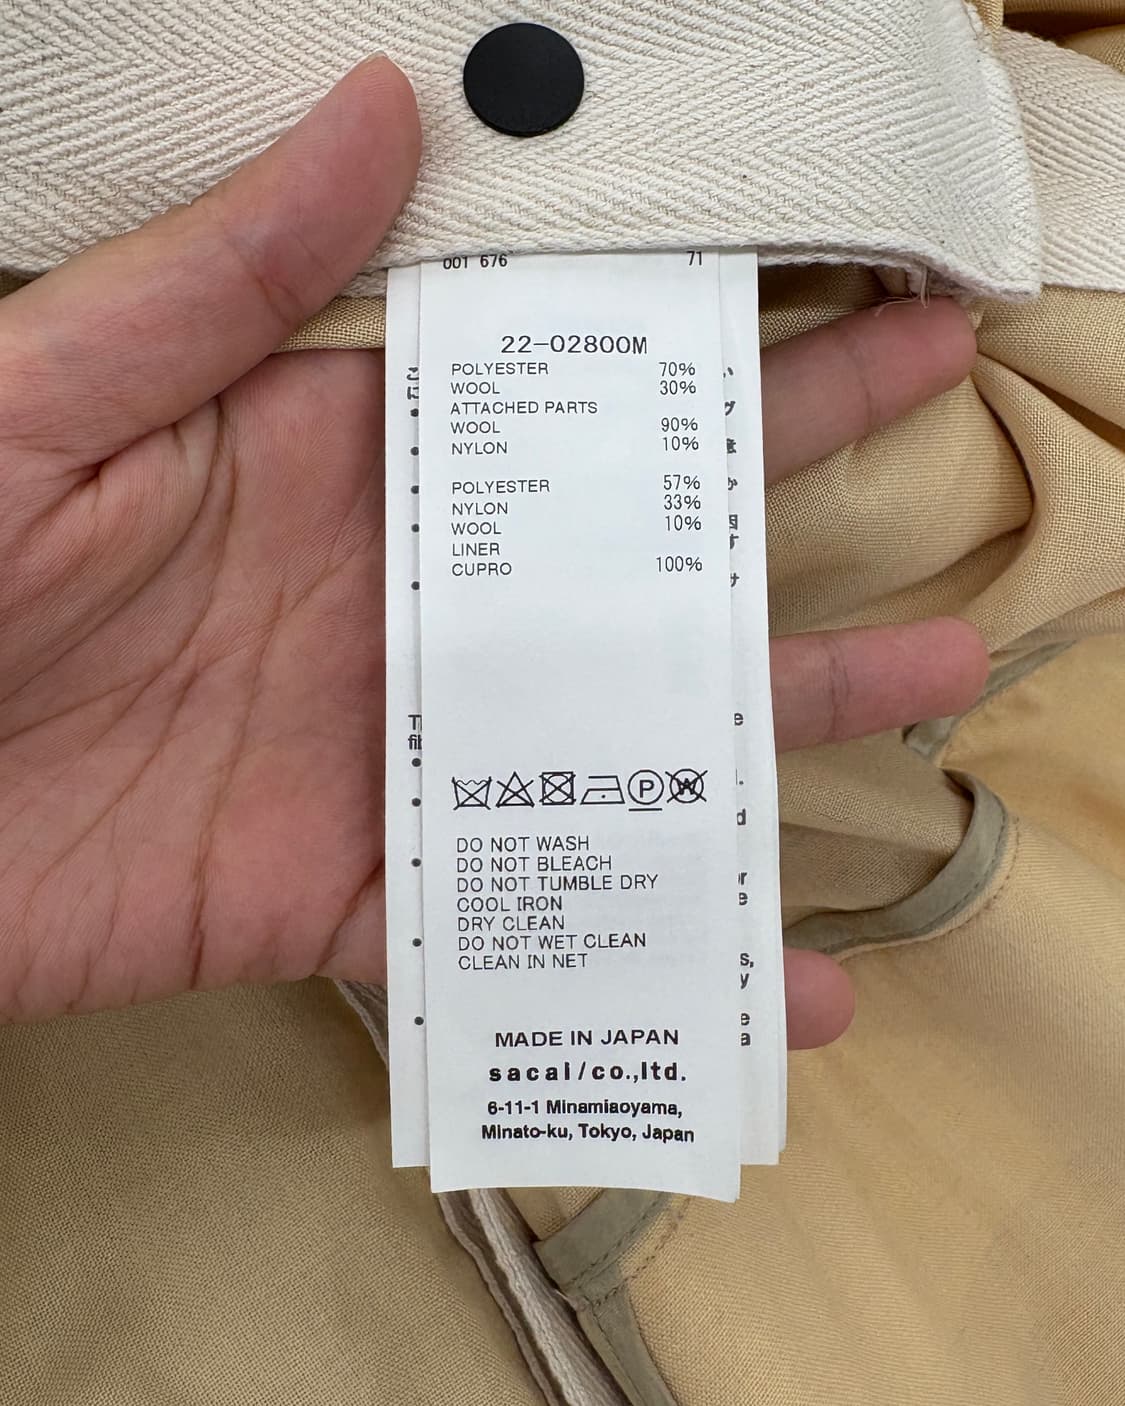 001 676 71
22-02800M
POLYESTER 70%
WOOL 30%
ATTACHED PARTS
WOOL 90%
NYLON 10%
POLYESTER 57%
NYLON 33%
WOOL 10%
LINER
CUPRO 100%
P W
DO NOT WASH
DO NOT BLEACH
DO NOT TUMBLE DRY
COOL IRON
DRY CLEAN
DO NOT WET CLEAN
CLEAN IN NET
MADE IN JAPAN
sacai/co.,ltd.
6-11-1 Minamiaoyama,
Minato-ku, Tokyo, Japan